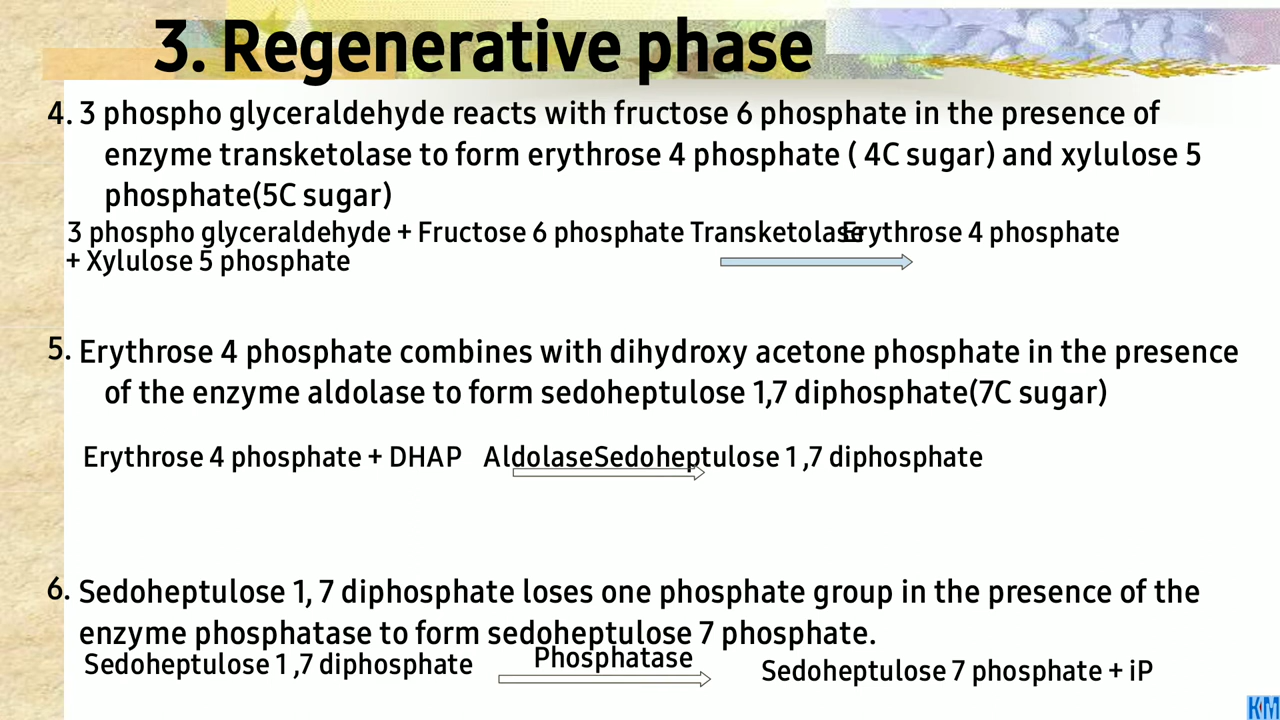 3. Regenerative phase
4. 3 phospho glyceraldehyde reacts with fructose 6 phosphate in the presence of
enzyme transketolase to form erythrose 4 phosphate ( 4C sugar) and xylulose 5
phosphate(5C sugar)
3 phospho glyceraldehyde + Fructose 6 phosphate Transketolase Erythrose 4 phosphate
+ Xylulose 5 phosphate
5. Erythrose 4 phosphate combines with dihydroxy acetone phosphate in the presence
of the enzyme aldolase to form sedoheptulose 1,7 diphosphate(7C sugar)
Erythrose 4 phosphate + DHAP Aldolase Sedoheptulose 1 ,7 diphosphate
6. Sedoheptulose 1, 7 diphosphate loses one phosphate group in the presence of the
enzyme phosphatase to form sedoheptulose 7 phosphate.
Sedoheptulose 1 ,7 diphosphate Phosphatase Sedoheptulose 7 phosphate + iP
KM